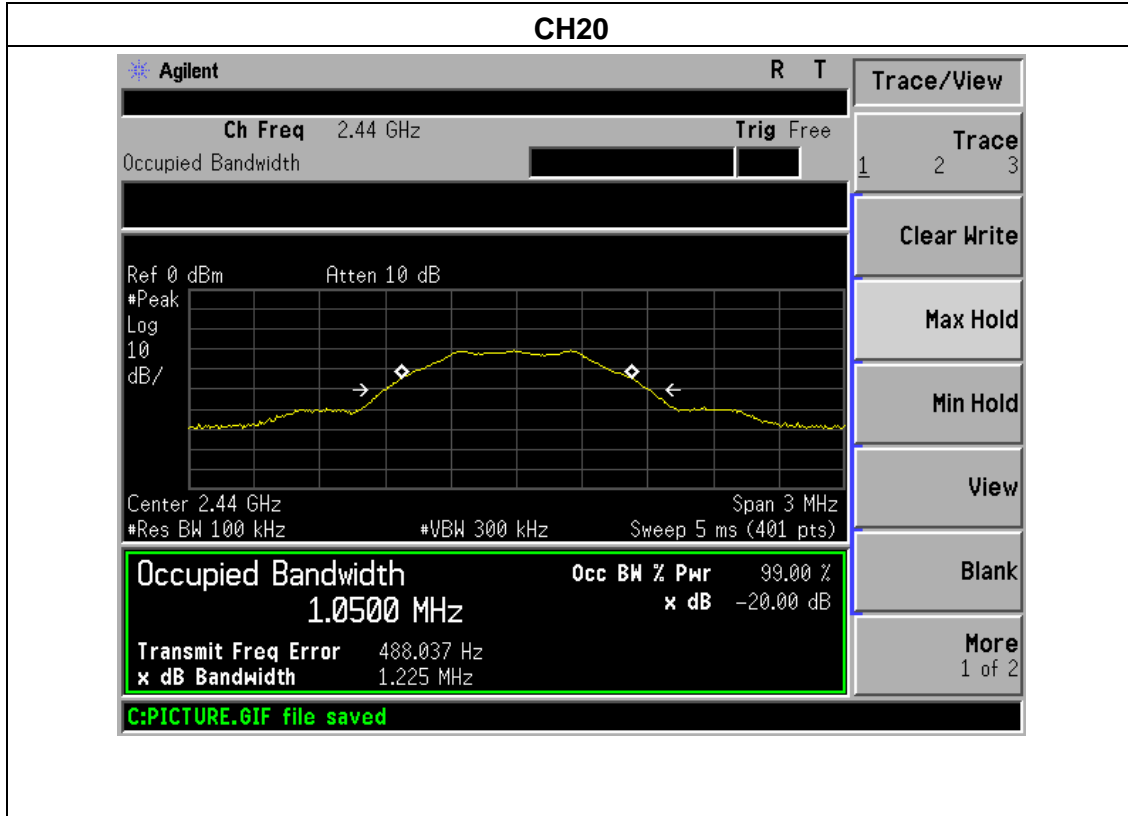 CH20
Agilent R T
Trace/View
Ch Freq 2.44 GHz Trig Free
Occupied Bandwidth
Trace
1 2 3
Clear Write
Ref 0 dBm Atten 10 dB
#Peak
Log
10
dB/
Max Hold
Min Hold
View
Center 2.44 GHz Span 3 MHz
#Res BW 100 kHz #VBW 300 kHz Sweep 5 ms (401 pts)
Occupied Bandwidth Occ BW % Pwr 99.00 %
1.0500 MHz x dB -20.00 dB
Blank
Transmit Freq Error 488.037 Hz
x dB Bandwidth 1.225 MHz
More
1 of 2
C:PICTURE.GIF file saved